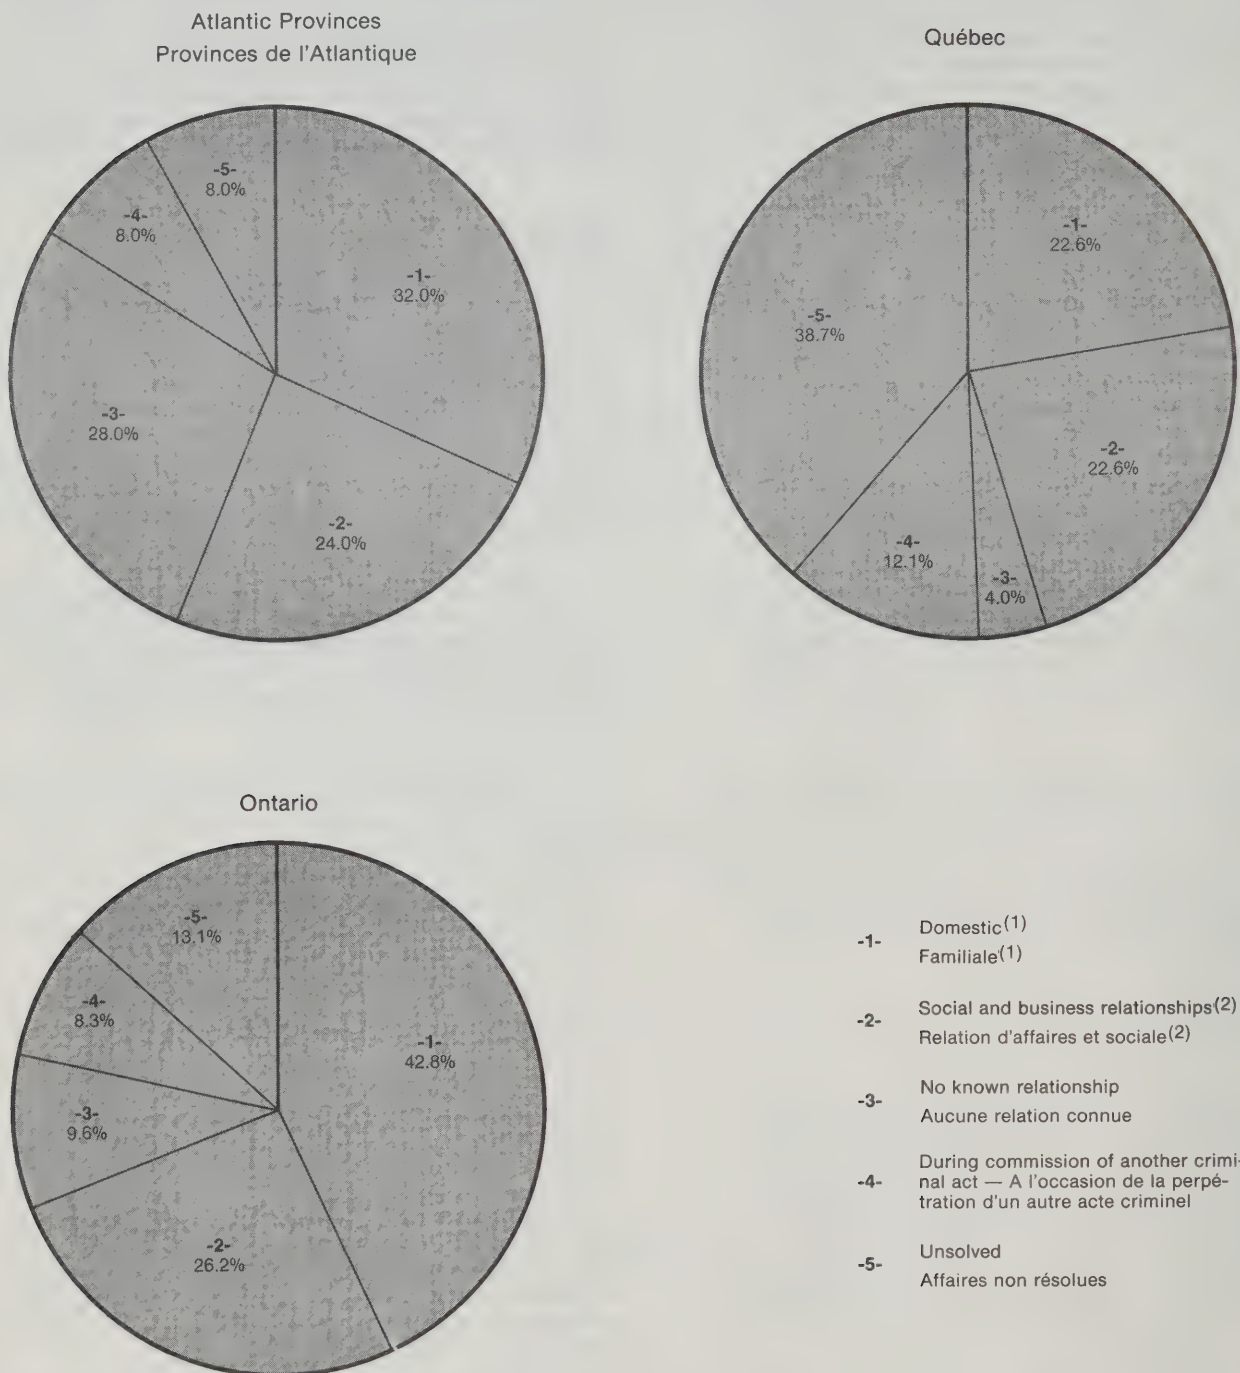 Atlantic Provinces
Provinces de l'Atlantique
-5-
8.0%
-4-
8.0%
-1-
32.0%
-3-
28.0%
-2-
24.0%
Québec
-1-
22.6%
-5-
38.7%
-2-
22.6%
-4-
12.1%
-3-
4.0%
Ontario
-5-
13.1%
-4-
8.3%
-1-
42.8%
-3-
9.6%
-2-
26.2%
-1-
Domestic(1)
Familiale(1)
-2-
Social and business relationships(2)
Relation d'affaires et sociale(2)
-3-
No known relationship
Aucune relation connue
-4-
During commission of another crimi-
nal act — A l'occasion de la perpé-
tration d'un autre acte criminel
-5-
Unsolved
Affaires non résolues